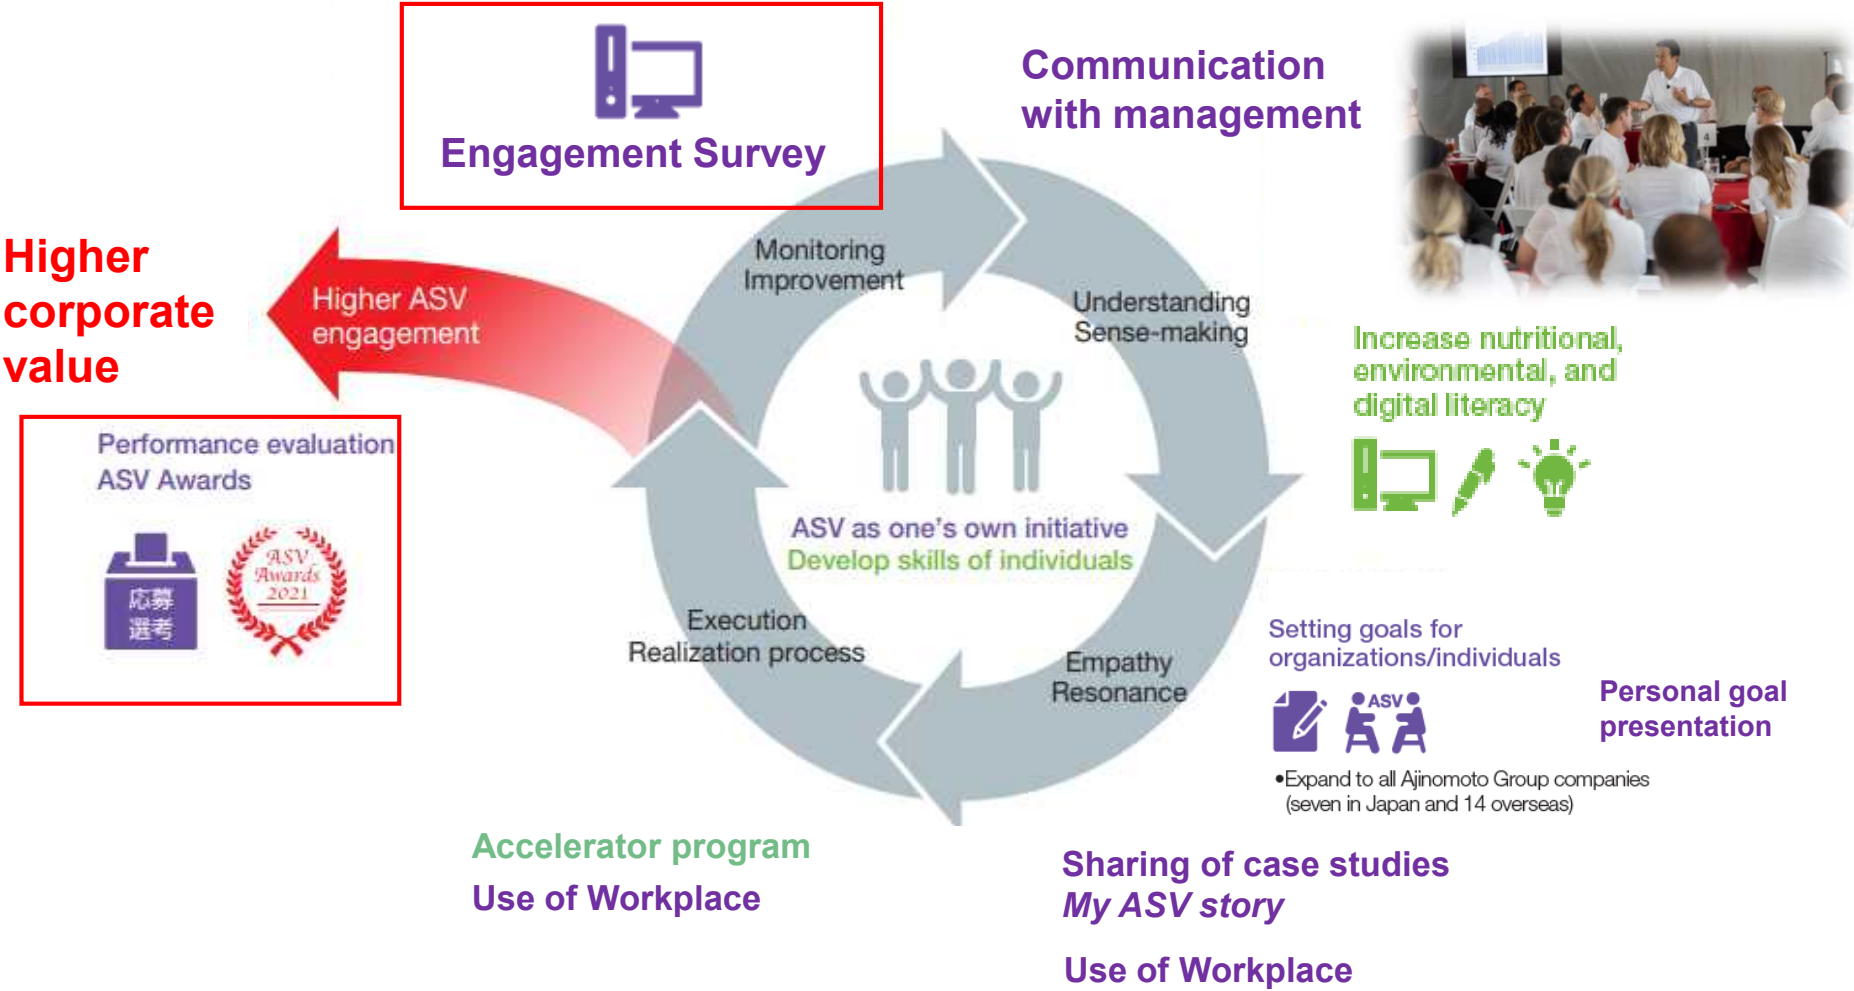 Engagement Survey
Communication
with management
Higher
corporate
value
Higher ASV
engagement
Monitoring
Improvement
Understanding
Sense-making
Increase nutritional,
environmental, and
digital literacy
Performance evaluation
ASV Awards
応募
選考
ASV
Awards
2021
ASV as one's own initiative
Develop skills of individuals
Execution
Realization process
Empathy
Resonance
Setting goals for
organizations/individuals
ASV
Personal goal
presentation
•Expand to all Ajinomoto Group companies
(seven in Japan and 14 overseas)
Accelerator program
Use of Workplace
Sharing of case studies
My ASV story
Use of Workplace
4